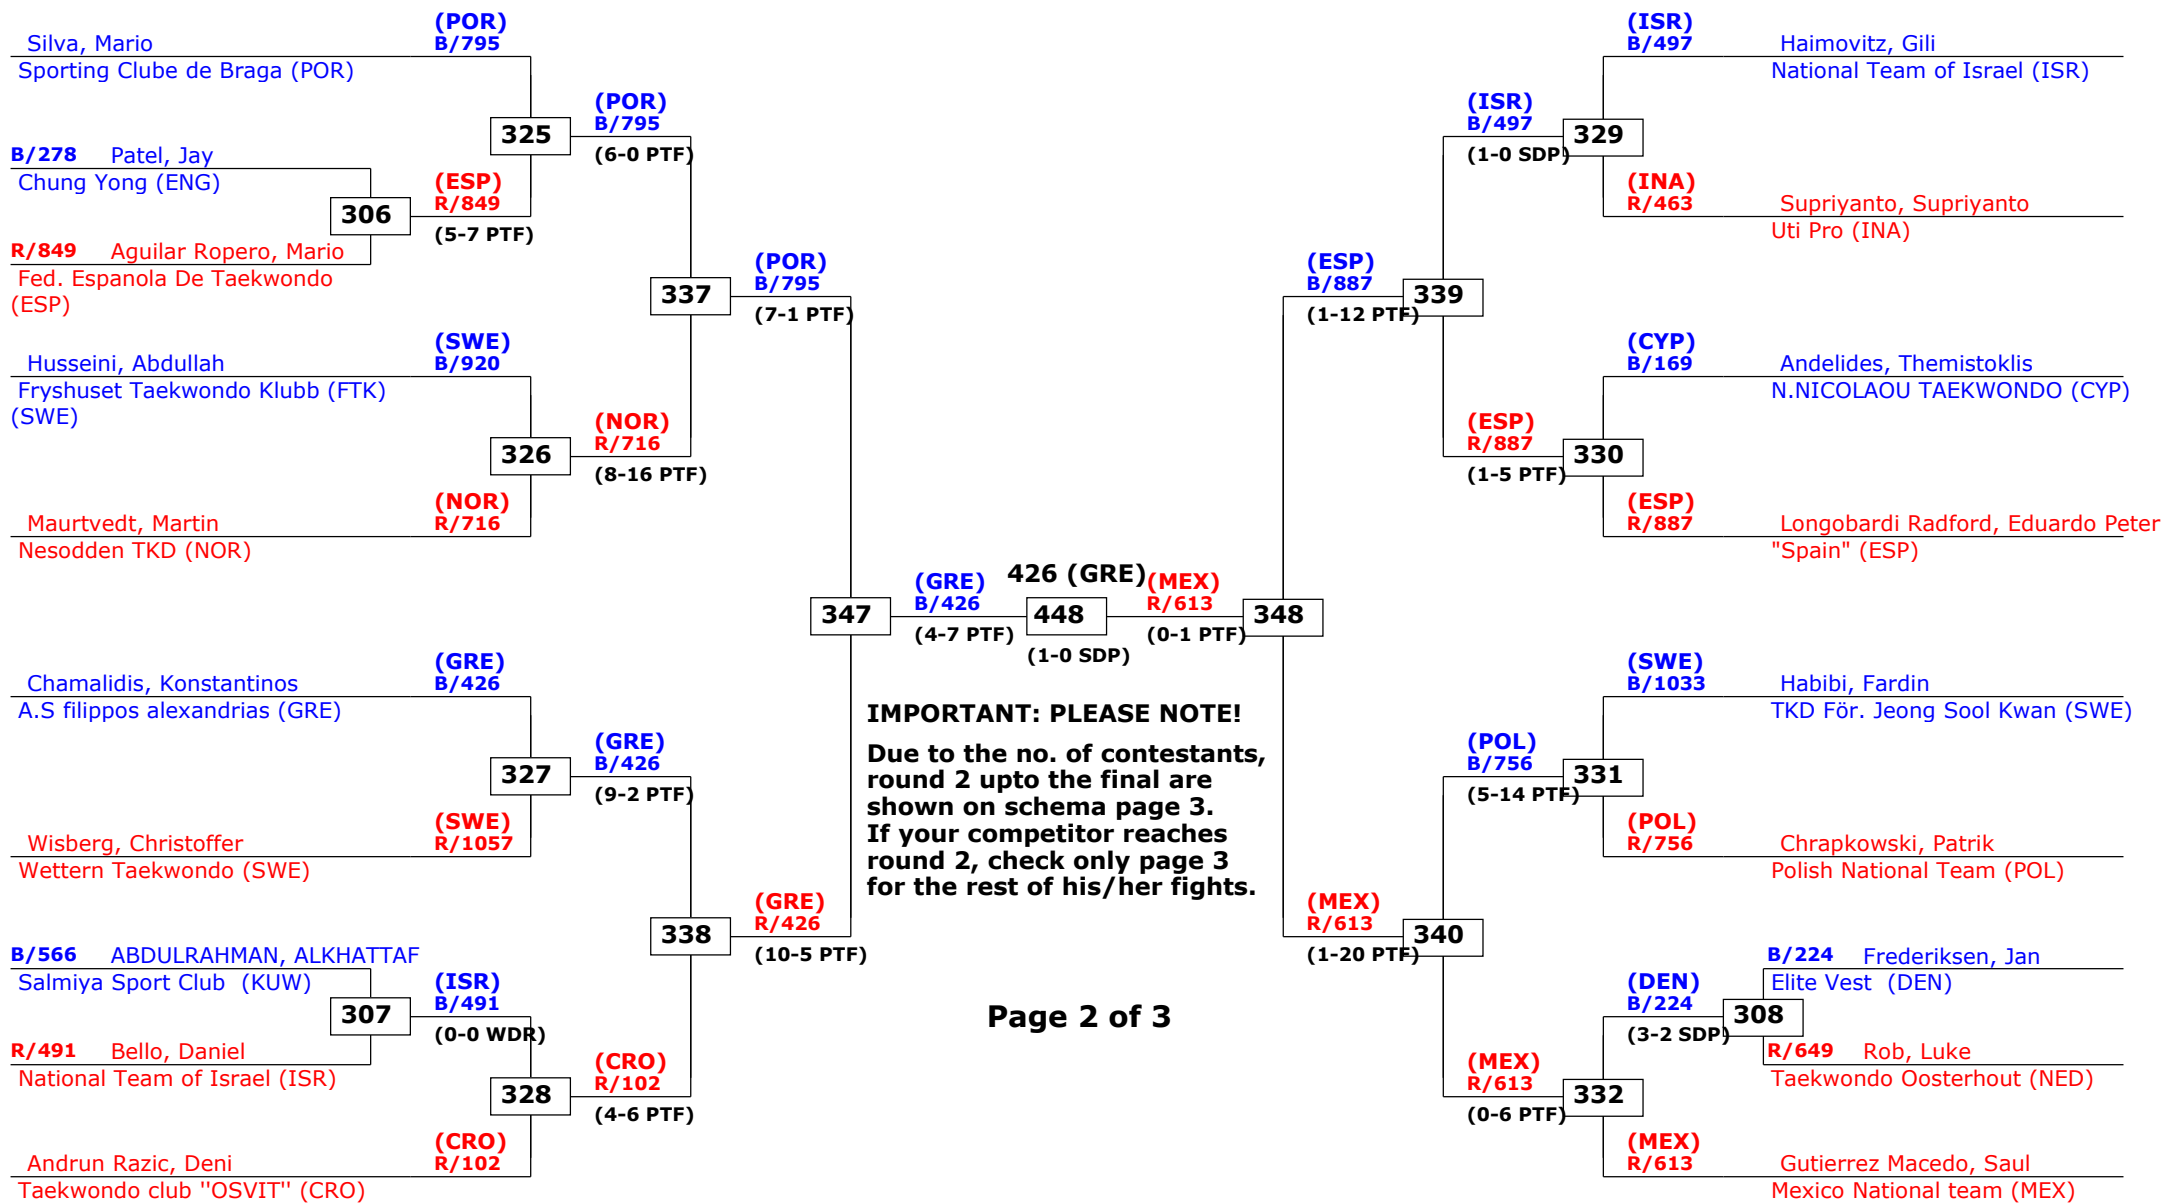 (POR)
Silva, Mario B/795
Sporting Clube de Braga (POR)
(POR)
B/795
325
(6-0 PTF)
B/278 Patel, Jay
Chung Yong (ENG)
(ESP)
R/849
306
(5-7 PTF)
R/849 Aguilar Ropero, Mario
Fed. Espanola De Taekwondo
(ESP)
(POR)
B/795
337
(7-1 PTF)
(SWE)
Husseini, Abdullah B/920
Fryshuset Taekwondo Klubb (FTK)
(SWE)
(NOR)
R/716
326
(8-16 PTF)
(NOR)
Maurtvedt, Martin R/716
Nesodden TKD (NOR)
347
(GRE)
B/426
(4-7 PTF)
426 (GRE)
448
(1-0 SDP)
(MEX)
R/613
(0-1 PTF)
348
(GRE)
Chamalidis, Konstantinos B/426
A.S filippos alexandrias (GRE)
(GRE)
B/426
327
(9-2 PTF)
(SWE)
Wisberg, Christoffer R/1057
Wettern Taekwondo (SWE)
(GRE)
R/426
338
(10-5 PTF)
B/566 ABDULRAHMAN, ALKHATTAF
Salmiya Sport Club (KUW)
(ISR)
B/491
307
(0-0 WDR)
R/491 Bello, Daniel
National Team of Israel (ISR)
(CRO)
R/102
328
(4-6 PTF)
(CRO)
Andrun Razic, Deni R/102
Taekwondo club ''OSVIT'' (CRO)
IMPORTANT: PLEASE NOTE!
Due to the no. of contestants,
round 2 upto the final are
shown on schema page 3.
If your competitor reaches
round 2, check only page 3
for the rest of his/her fights.
Page 2 of 3
(ISR)
B/497 Haimovitz, Gili
National Team of Israel (ISR)
(ISR)
B/497
329
(1-0 SDP)
(INA)
R/463 Supriyanto, Supriyanto
Uti Pro (INA)
(ESP)
B/887
339
(1-12 PTF)
(CYP)
B/169 Andelides, Themistoklis
N.NICOLAOU TAEKWONDO (CYP)
(ESP)
R/887
330
(1-5 PTF)
(ESP)
R/887 Longobardi Radford, Eduardo Peter
"Spain" (ESP)
(SWE)
B/1033 Habibi, Fardin
TKD För. Jeong Sool Kwan (SWE)
(POL)
B/756
331
(5-14 PTF)
(POL)
R/756 Chrapkowski, Patrik
Polish National Team (POL)
(MEX)
R/613
340
(1-20 PTF)
B/224 Frederiksen, Jan
Elite Vest (DEN)
(DEN)
B/224
308
(3-2 SDP)
R/649 Rob, Luke
Taekwondo Oosterhout (NED)
(MEX)
R/613
332
(0-6 PTF)
(MEX)
R/613 Gutierrez Macedo, Saul
Mexico National team (MEX)